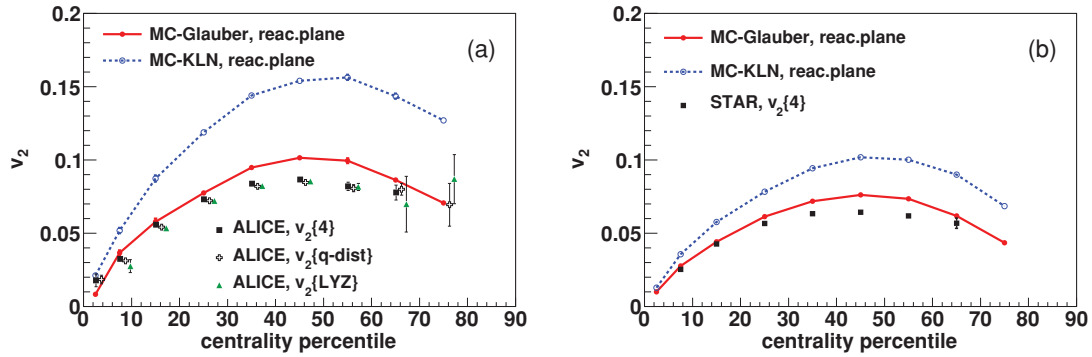 0.2
MC-Glauber, reac.plane
(a)
MC-KLN, reac.plane
0.15
v2
0.1
0.05
ALICE, v2{4}
ALICE, v2{q-dist}
ALICE, v2{LYZ}
0
0 10 20 30 40 50 60 70 80 90
centrality percentile
0.2
MC-Glauber, reac.plane
(b)
MC-KLN, reac.plane
STAR, v2{4}
0.15
v2
0.1
0.05
0
0 10 20 30 40 50 60 70 80 90
centrality percentile